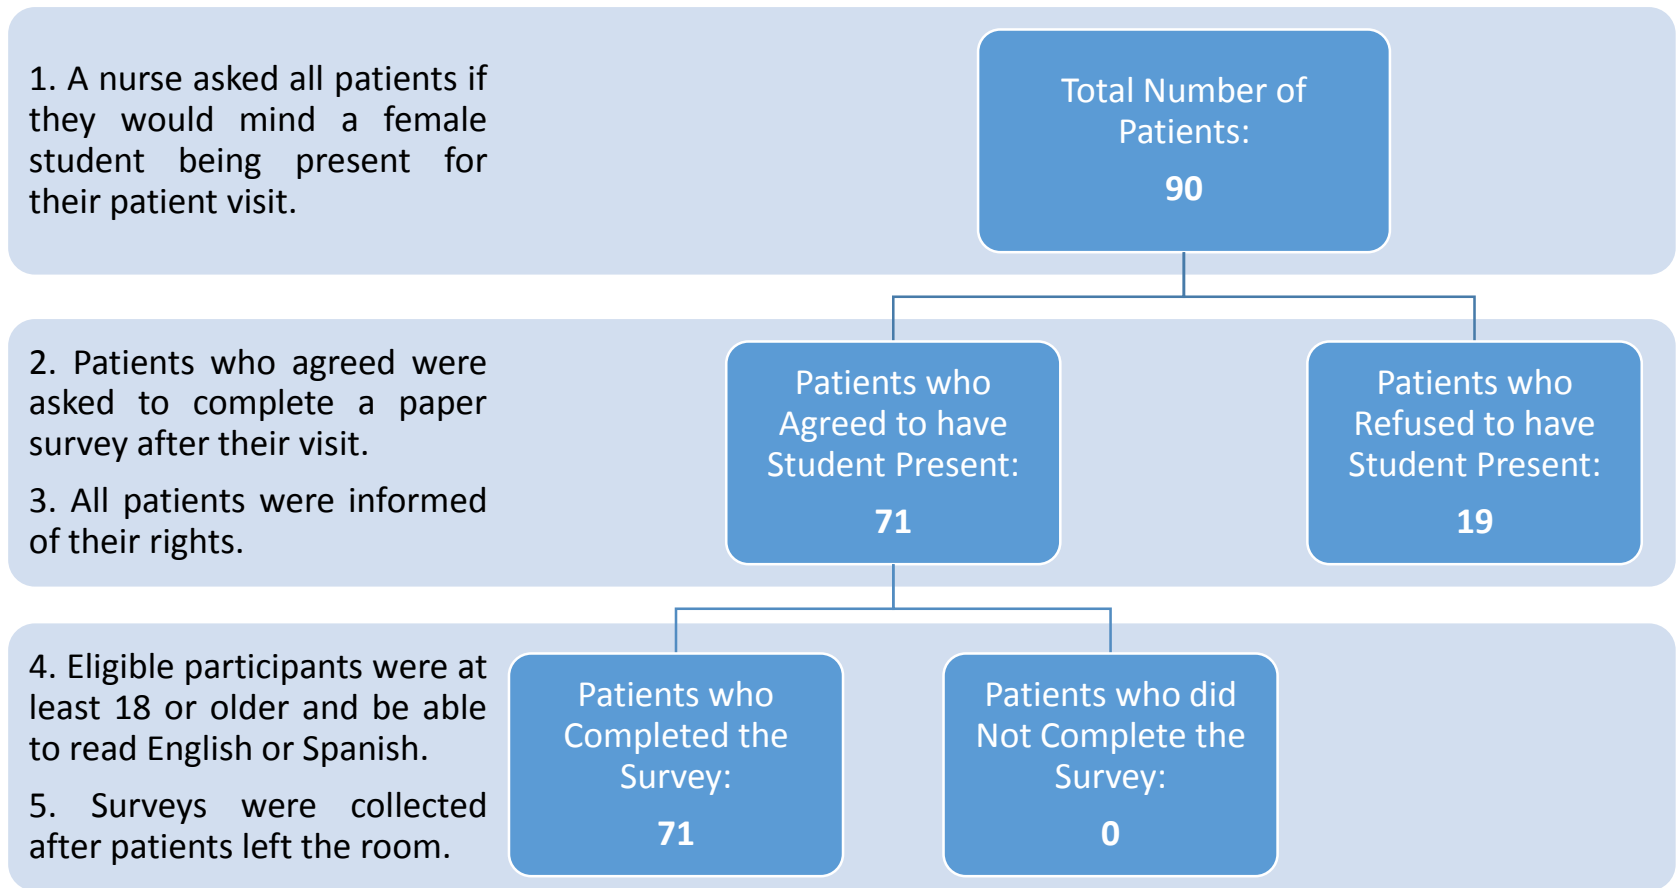 1. A nurse asked all patients if
they would mind a female
student being present for
their patient visit.
Total Number of
Patients:
90
2. Patients who agreed were
asked to complete a paper
survey after their visit.
3. All patients were informed
of their rights.
Patients who
Agreed to have
Student Present:
71
Patients who
Refused to have
Student Present:
19
4. Eligible participants were at
least 18 or older and be able
to read English or Spanish.
5. Surveys were collected
after patients left the room.
Patients who
Completed the
Survey:
71
Patients who did
Not Complete the
Survey:
0